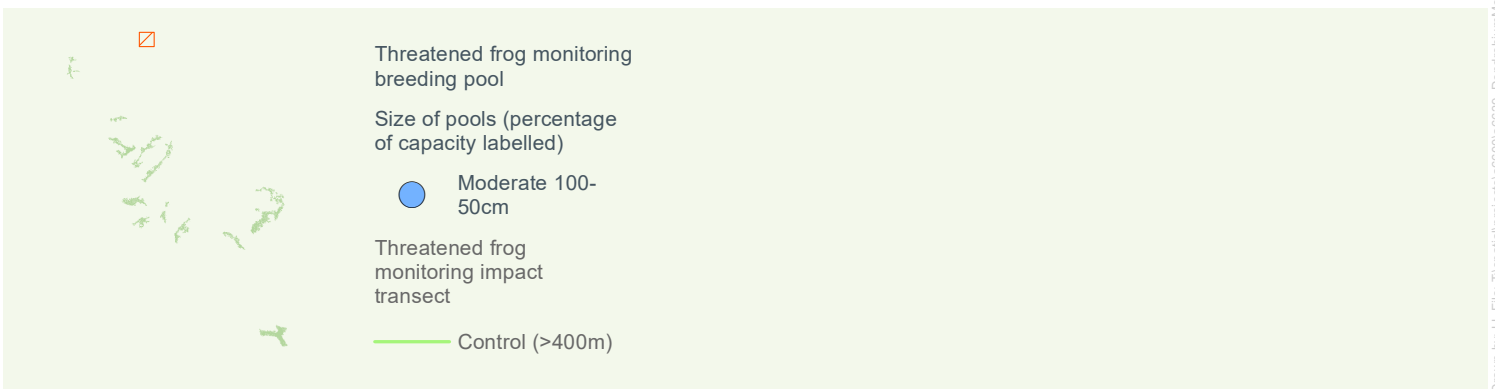 Threatened frog monitoring
breeding pool
Size of pools (percentage
of capacity labelled)
Moderate 100-
50cm
Threatened frog
monitoring impact
transect
Control (>400m)